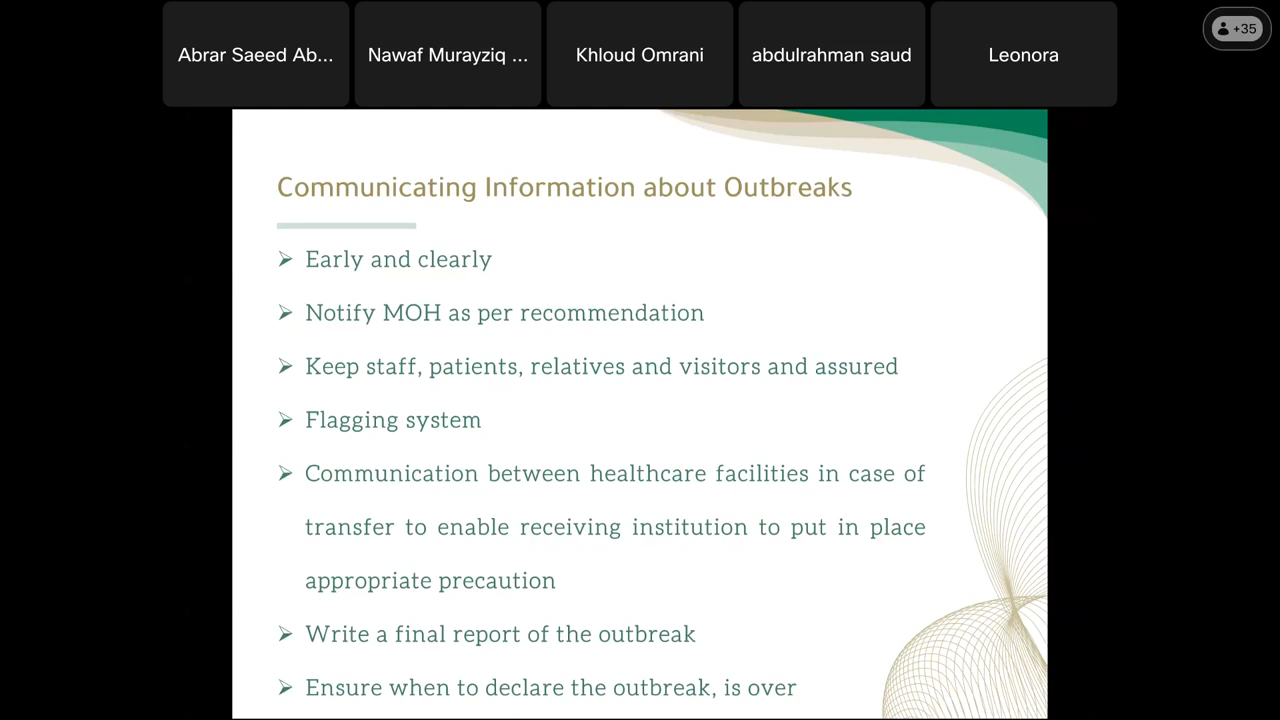 Abrar Saeed Ab...
Nawaf Murayziq ...
Khloud Omrani
abdulrahman saud
Leonora
+35
Communicating Information about Outbreaks
Early and clearly
Notify MOH as per recommendation
Keep staff, patients, relatives and visitors and assured
Flagging system
Communication between healthcare facilities in case of
transfer to enable receiving institution to put in place
appropriate precaution
Write a final report of the outbreak
Ensure when to declare the outbreak, is over